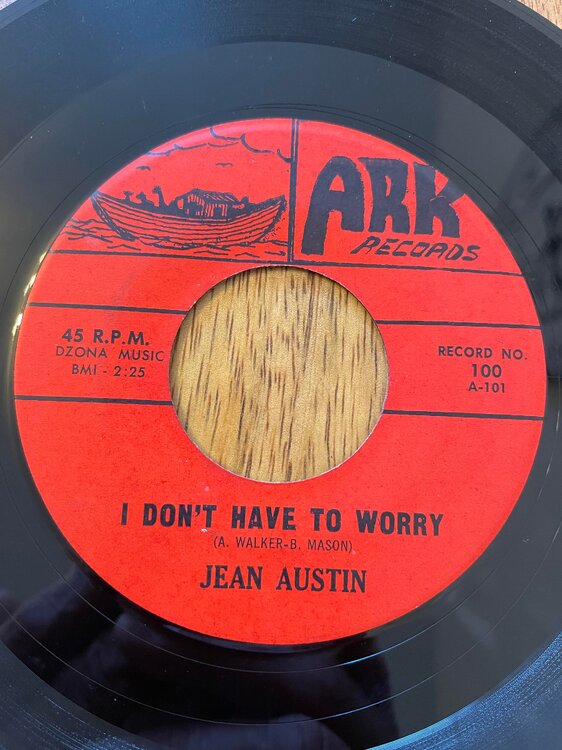 ARK
RECORDS
45 R.P.M.
DZONA MUSIC
BMI - 2:25
RECORD NO.
100
A-101
I DON'T HAVE TO WORRY
(A. WALKER-B. MASON)
JEAN AUSTIN